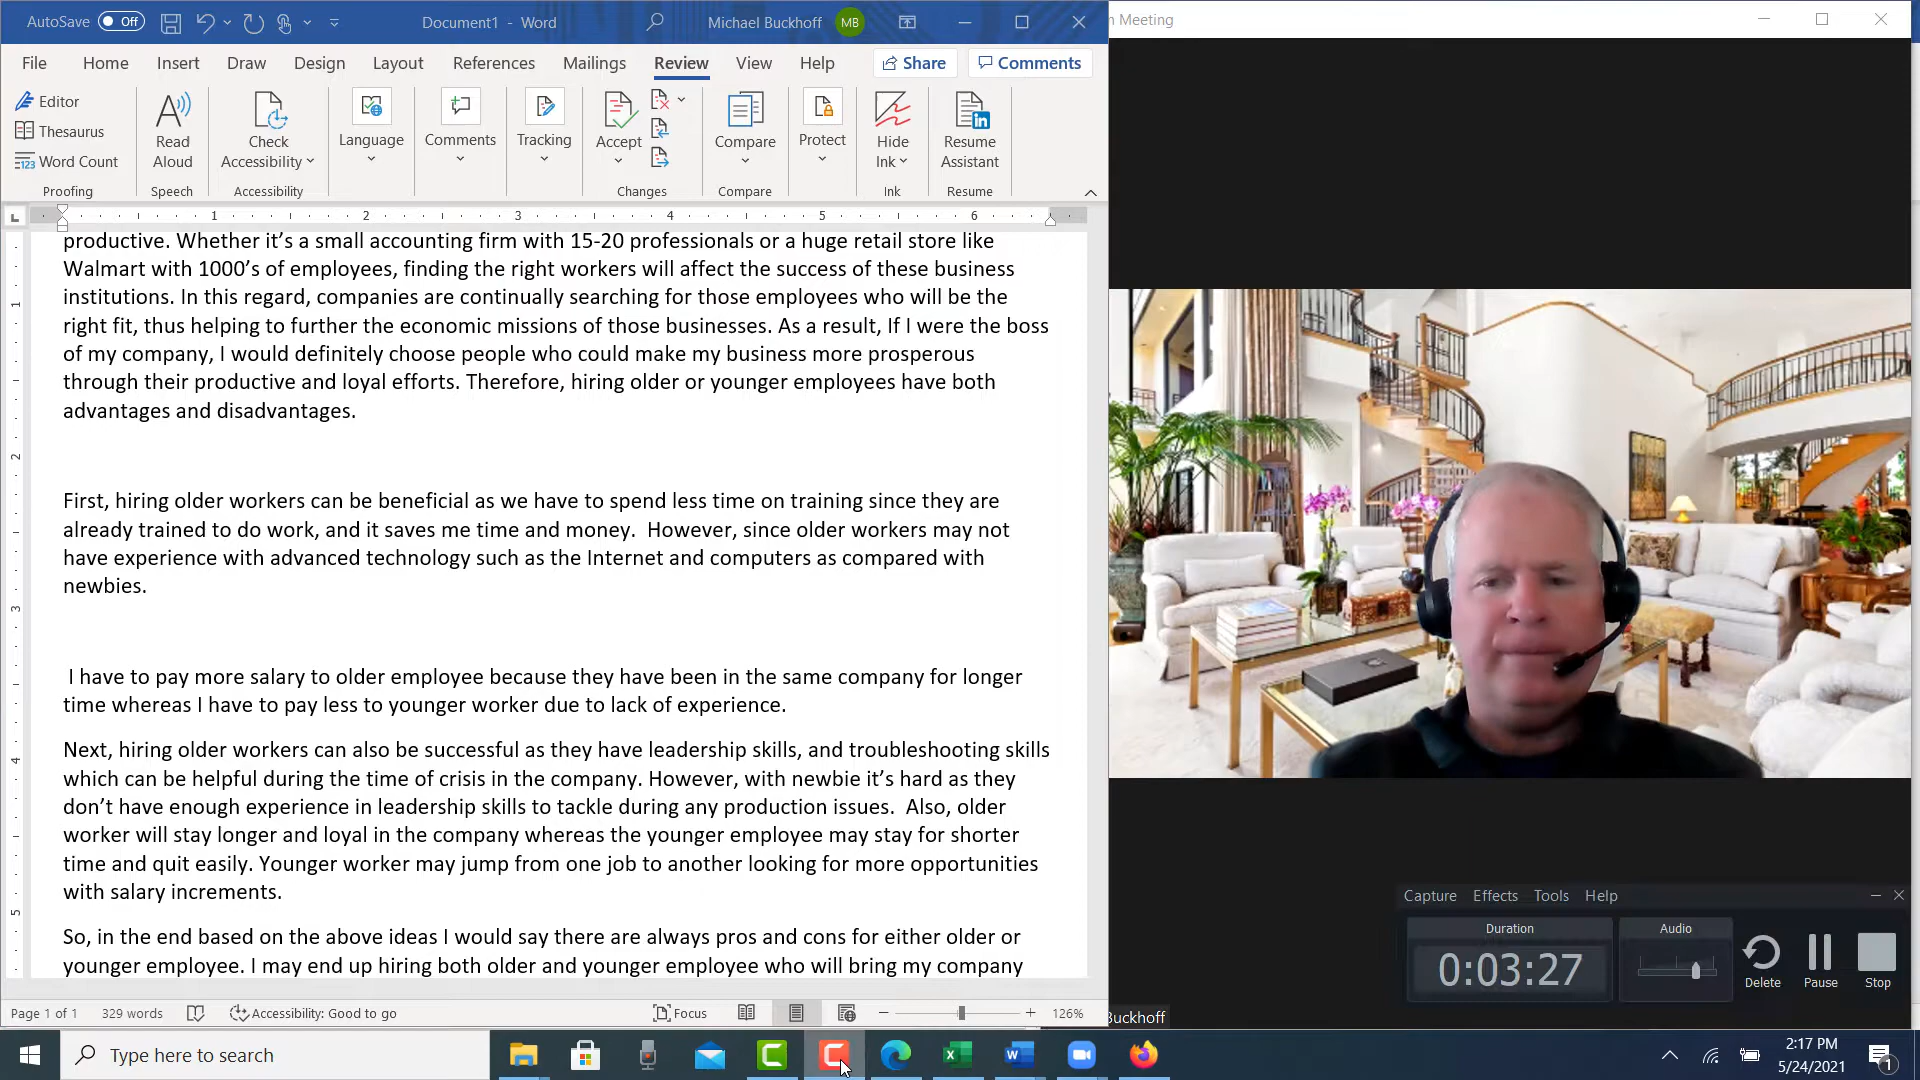 AutoSave Off Document1 - Word Michael Buckhoff MB
Meeting
File Home Insert Draw Design Layout References Mailings Review View Help Share Comments
Editor
Thesaurus
Word Count
Proofing
Read Aloud
Speech
Check Accessibility
Accessibility
Language
Comments
Tracking
Accept
Changes
Compare
Compare
Protect
Hide Ink
Ink
Resume Assistant
Resume
1 2 3 4 5 6
productive. Whether it’s a small accounting firm with 15-20 professionals or a huge retail store like
Walmart with 1000’s of employees, finding the right workers will affect the success of these business
institutions. In this regard, companies are continually searching for those employees who will be the
right fit, thus helping to further the economic missions of those businesses. As a result, If I were the boss
of my company, I would definitely choose people who could make my business more prosperous
through their productive and loyal efforts. Therefore, hiring older or younger employees have both
advantages and disadvantages.
First, hiring older workers can be beneficial as we have to spend less time on training since they are
already trained to do work, and it saves me time and money.  However, since older workers may not
have experience with advanced technology such as the Internet and computers as compared with
newbies.
I have to pay more salary to older employee because they have been in the same company for longer
time whereas I have to pay less to younger worker due to lack of experience.
Next, hiring older workers can also be successful as they have leadership skills, and troubleshooting skills
which can be helpful during the time of crisis in the company. However, with newbie it’s hard as they
don’t have enough experience in leadership skills to tackle during any production issues.  Also, older
worker will stay longer and loyal in the company whereas the younger employee may stay for shorter
time and quit easily. Younger worker may jump from one job to another looking for more opportunities
with salary increments.
So, in the end based on the above ideas I would say there are always pros and cons for either older or
younger employee. I may end up hiring both older and younger employee who will bring my company
1
2
3
4
5
Capture Effects Tools Help
Duration
0:03:27
Audio
Delete Pause Stop
Buckhoff
Page 1 of 1 329 words Accessibility: Good to go Focus 126%
Type here to search
2:17 PM
5/24/2021
1